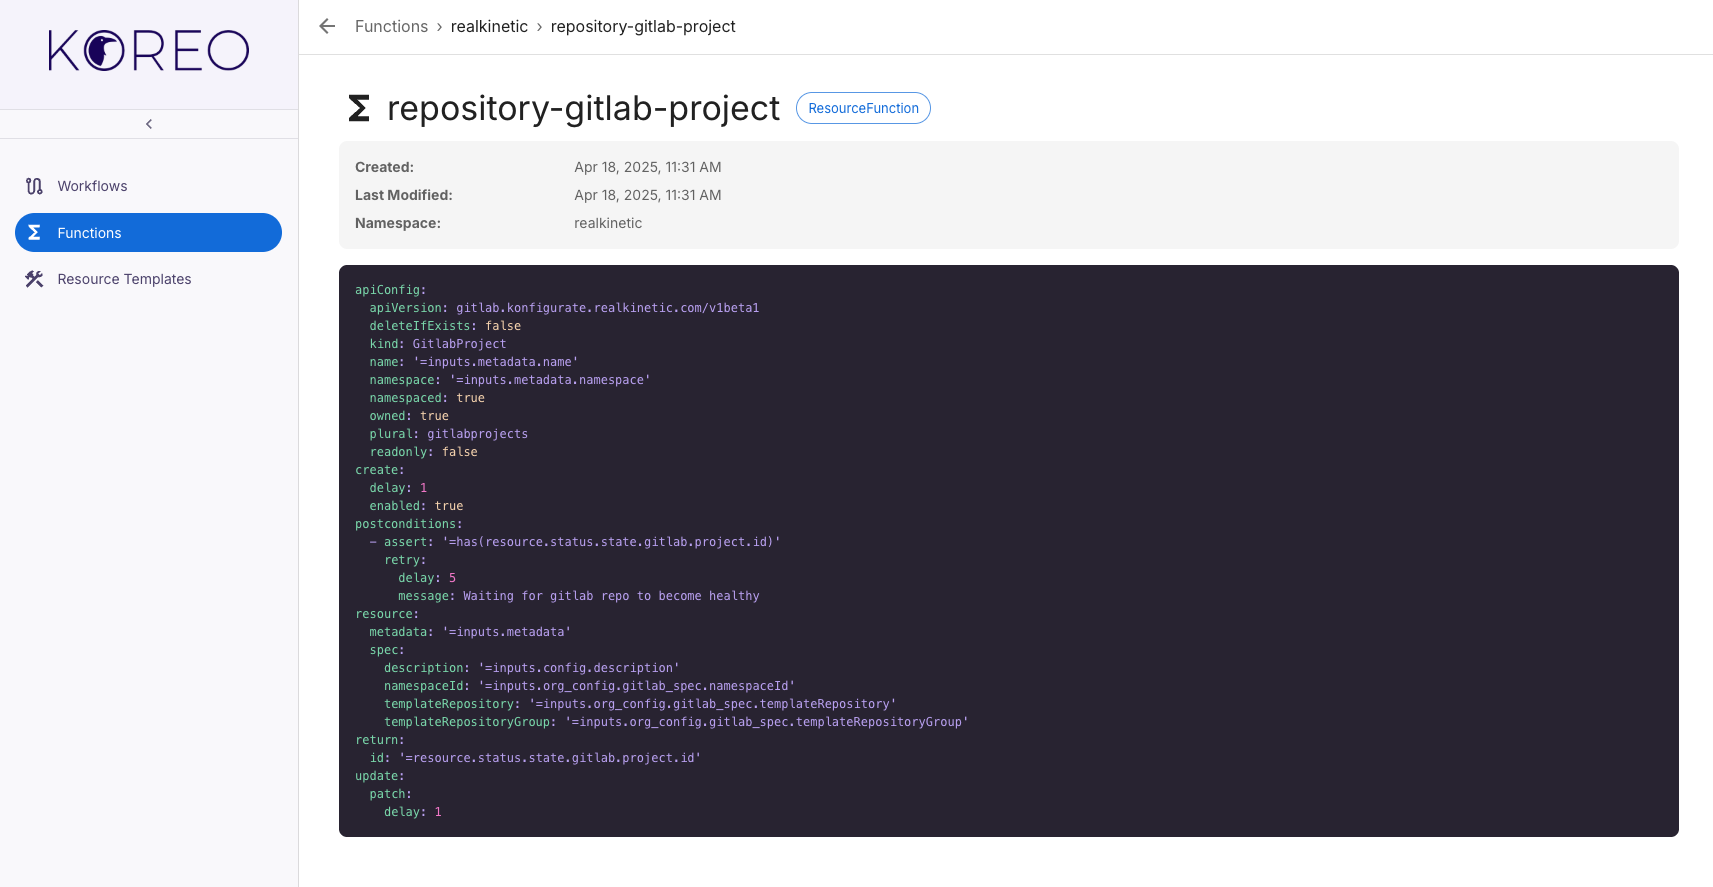 KOREO
Functions › realkinetic › repository-gitlab-project
Workflows
Functions
Resource Templates
repository-gitlab-project ResourceFunction
Created: Apr 18, 2025, 11:31 AM
Last Modified: Apr 18, 2025, 11:31 AM
Namespace: realkinetic
apiConfig:
  apiVersion: gitlab.konfigurate.realkinetic.com/v1beta1
  deleteIfExists: false
  kind: GitlabProject
  name: '=inputs.metadata.name'
  namespace: '=inputs.metadata.namespace'
  namespaced: true
  owned: true
  plural: gitlabprojects
  readonly: false
create:
  delay: 1
  enabled: true
postconditions:
  - assert: '=has(resource.status.state.gitlab.project.id)'
    retry:
      delay: 5
      message: Waiting for gitlab repo to become healthy
resource:
  metadata: '=inputs.metadata'
  spec:
    description: '=inputs.config.description'
    namespaceId: '=inputs.org_config.gitlab_spec.namespaceId'
    templateRepository: '=inputs.org_config.gitlab_spec.templateRepository'
    templateRepositoryGroup: '=inputs.org_config.gitlab_spec.templateRepositoryGroup'
return:
  id: '=resource.status.state.gitlab.project.id'
update:
  patch:
    delay: 1